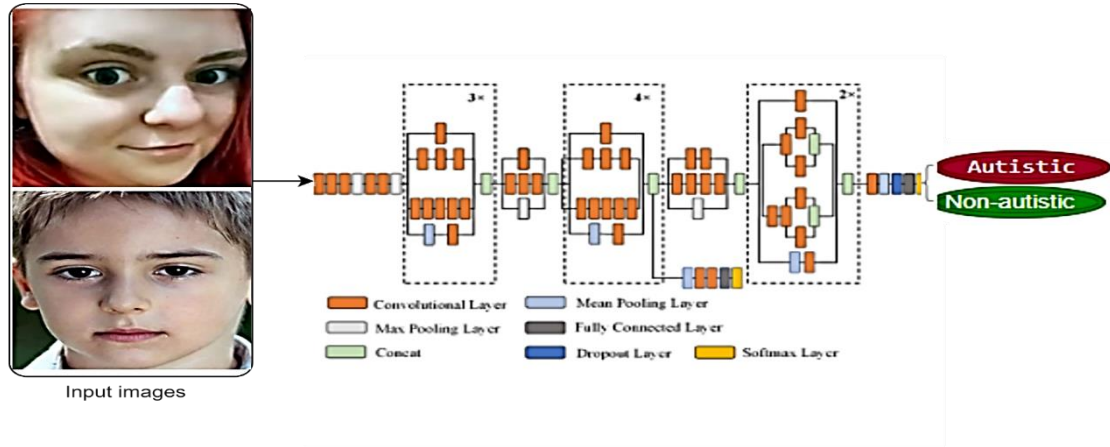 3×
4×
2×
Autistic
Non-autistic
Convolutional Layer
Mean Pooling Layer
Max Pooling Layer
Fully Connected Layer
Concat
Dropout Layer
Softmax Layer
Input images